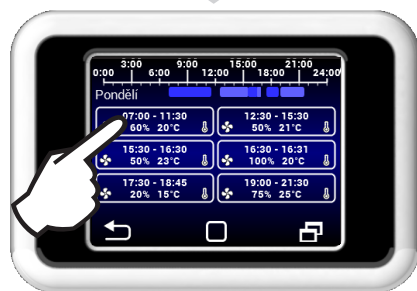 3:00 9:00 15:00 21:00
0:00 6:00 12:00 18:00 24:00
Pondělí
07:00 - 11:30
60% 20°C
12:30 - 15:30
50% 21°C
15:30 - 16:30
50% 23°C
16:30 - 16:31
100% 20°C
17:30 - 18:45
20% 15°C
19:00 - 21:30
75% 25°C